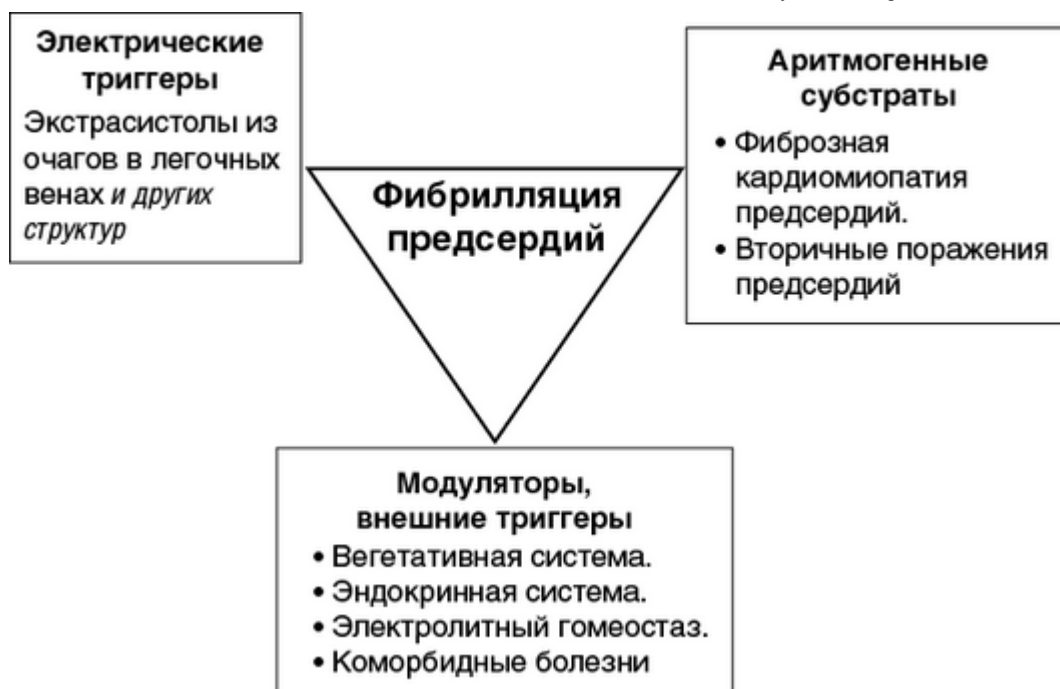 Электрические
триггеры
Экстрасистолы из
очагов в легочных
венах и других
структур
Аритмогенные
субстраты
• Фиброзная
кардиомиопатия
предсердий.
• Вторичные поражения
предсердий
Фибрилляция
предсердий
Модуляторы,
внешние триггеры
• Вегетативная система.
• Эндокринная система.
• Электролитный гомеостаз.
• Коморбидные болезни